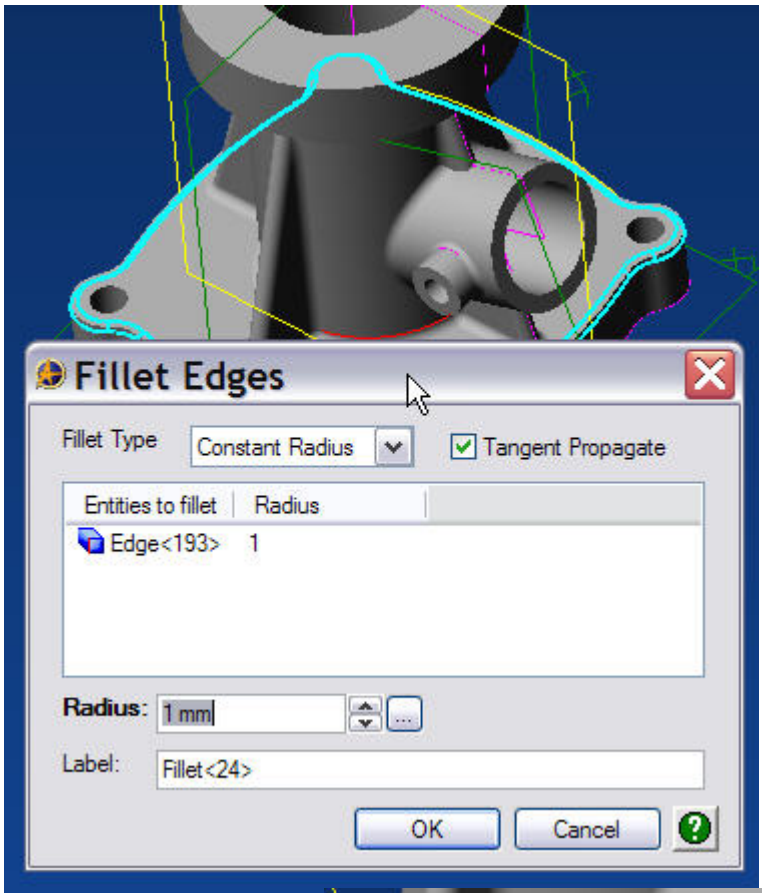 Fillet Edges
Fillet Type Constant Radius Tangent Propagate
Entities to fillet Radius
Edge<193> 1
Radius: 1 mm ...
Label: Fillet<24>
OK Cancel ?